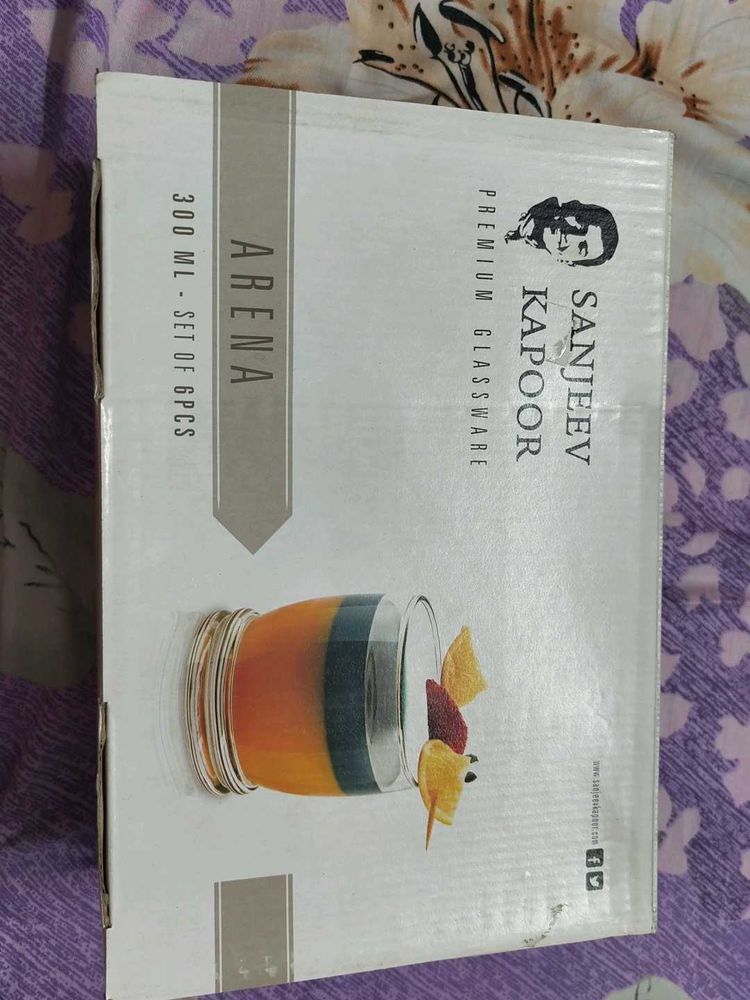 SANJEEV
KAPOOR
PREMIUM GLASSWARE
ARENA
300 ML - SET OF 6PCS
www.sanjeevkapoor.com